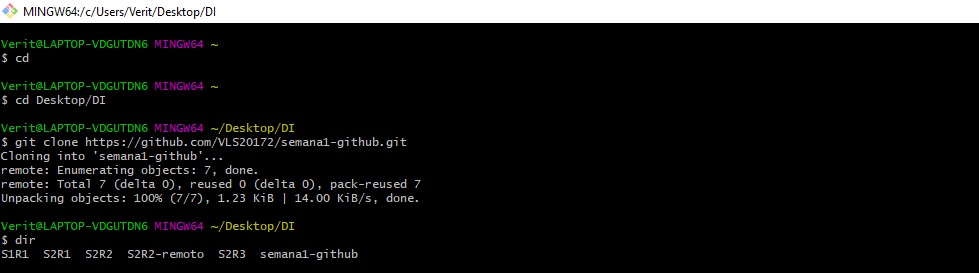 MINGW64:/c/Users/Verit/Desktop/DI
Verit@LAPTOP-VDGUTDN6 MINGW64 ~
$ cd
Verit@LAPTOP-VDGUTDN6 MINGW64 ~
$ cd Desktop/DI
Verit@LAPTOP-VDGUTDN6 MINGW64 ~/Desktop/DI
$ git clone https://github.com/VLS20172/semana1-github.git
Cloning into 'semana1-github'...
remote: Enumerating objects: 7, done.
remote: Total 7 (delta 0), reused 0 (delta 0), pack-reused 7
Unpacking objects: 100% (7/7), 1.23 KiB | 14.00 KiB/s, done.
Verit@LAPTOP-VDGUTDN6 MINGW64 ~/Desktop/DI
$ dir
S1R1  S2R1  S2R2  S2R2-remoto  S2R3  semana1-github